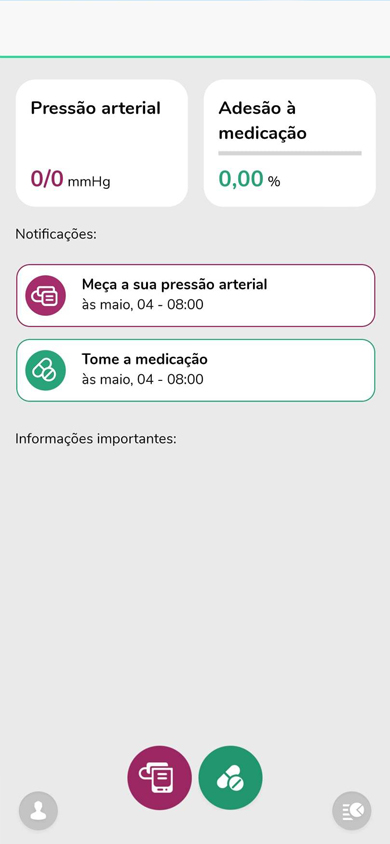 Pressão arterial
0/0 mmHg
Adesão à
medicação
0,00 %
Notificações:
Meça a sua pressão arterial
às maio, 04 - 08:00
Tome a medicação
às maio, 04 - 08:00
Informações importantes: